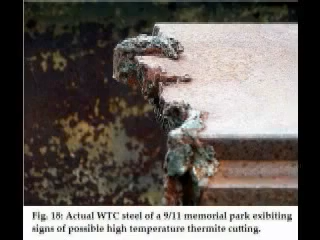 Fig. 18: Actual WTC steel of a 9/11 memorial park exibiting
signs of possible high temperature thermite cutting.